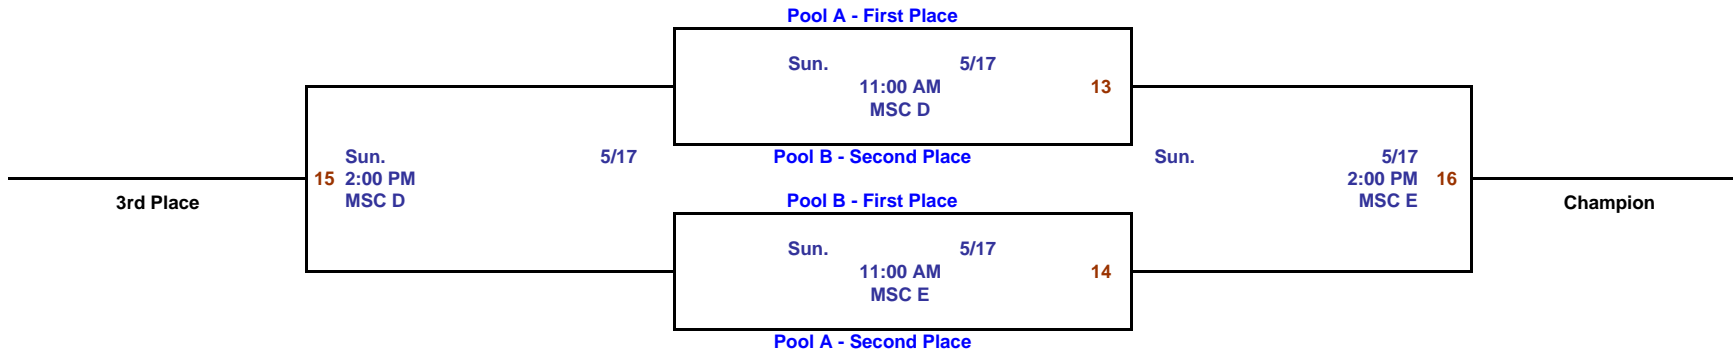 Pool A - First Place
Sun. 5/17
11:00 AM 13
MSC D
Sun. 5/17 Pool B - Second Place Sun. 5/17
15 2:00 PM 2:00 PM 16
MSC D Pool B - First Place MSC E
3rd Place Champion
Sun. 5/17
11:00 AM 14
MSC E
Pool A - Second Place